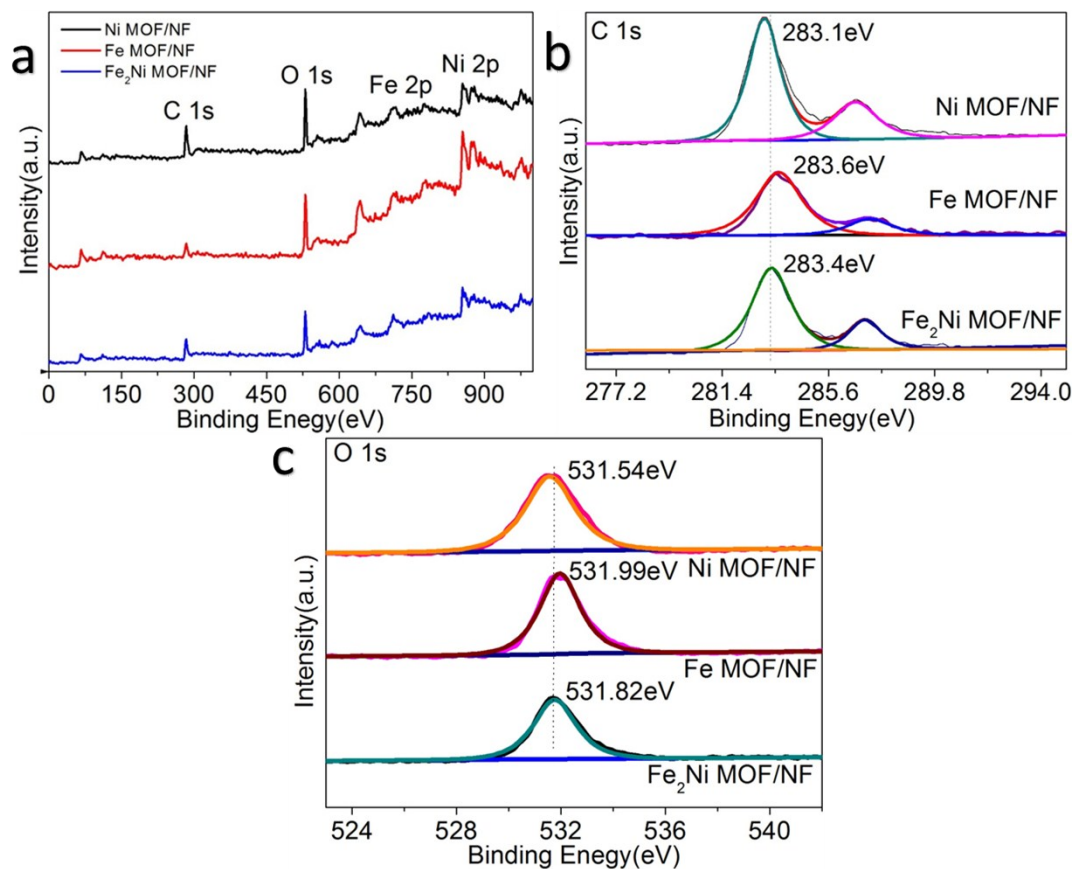 a
Ni MOF/NF
Fe MOF/NF
Fe₂Ni MOF/NF
C 1s
O 1s
Fe 2p
Ni 2p
Intensity(a.u.)
0 150 300 450 600 750 900
Binding Enegy(eV)
b
C 1s
283.1eV
Ni MOF/NF
283.6eV
Fe MOF/NF
283.4eV
Fe₂Ni MOF/NF
Intensity(a.u.)
277.2 281.4 285.6 289.8 294.0
Binding Enegy(eV)
c
O 1s
531.54eV
Ni MOF/NF
531.99eV
Fe MOF/NF
531.82eV
Fe₂Ni MOF/NF
Intensity(a.u.)
524 528 532 536 540
Binding Enegy(eV)